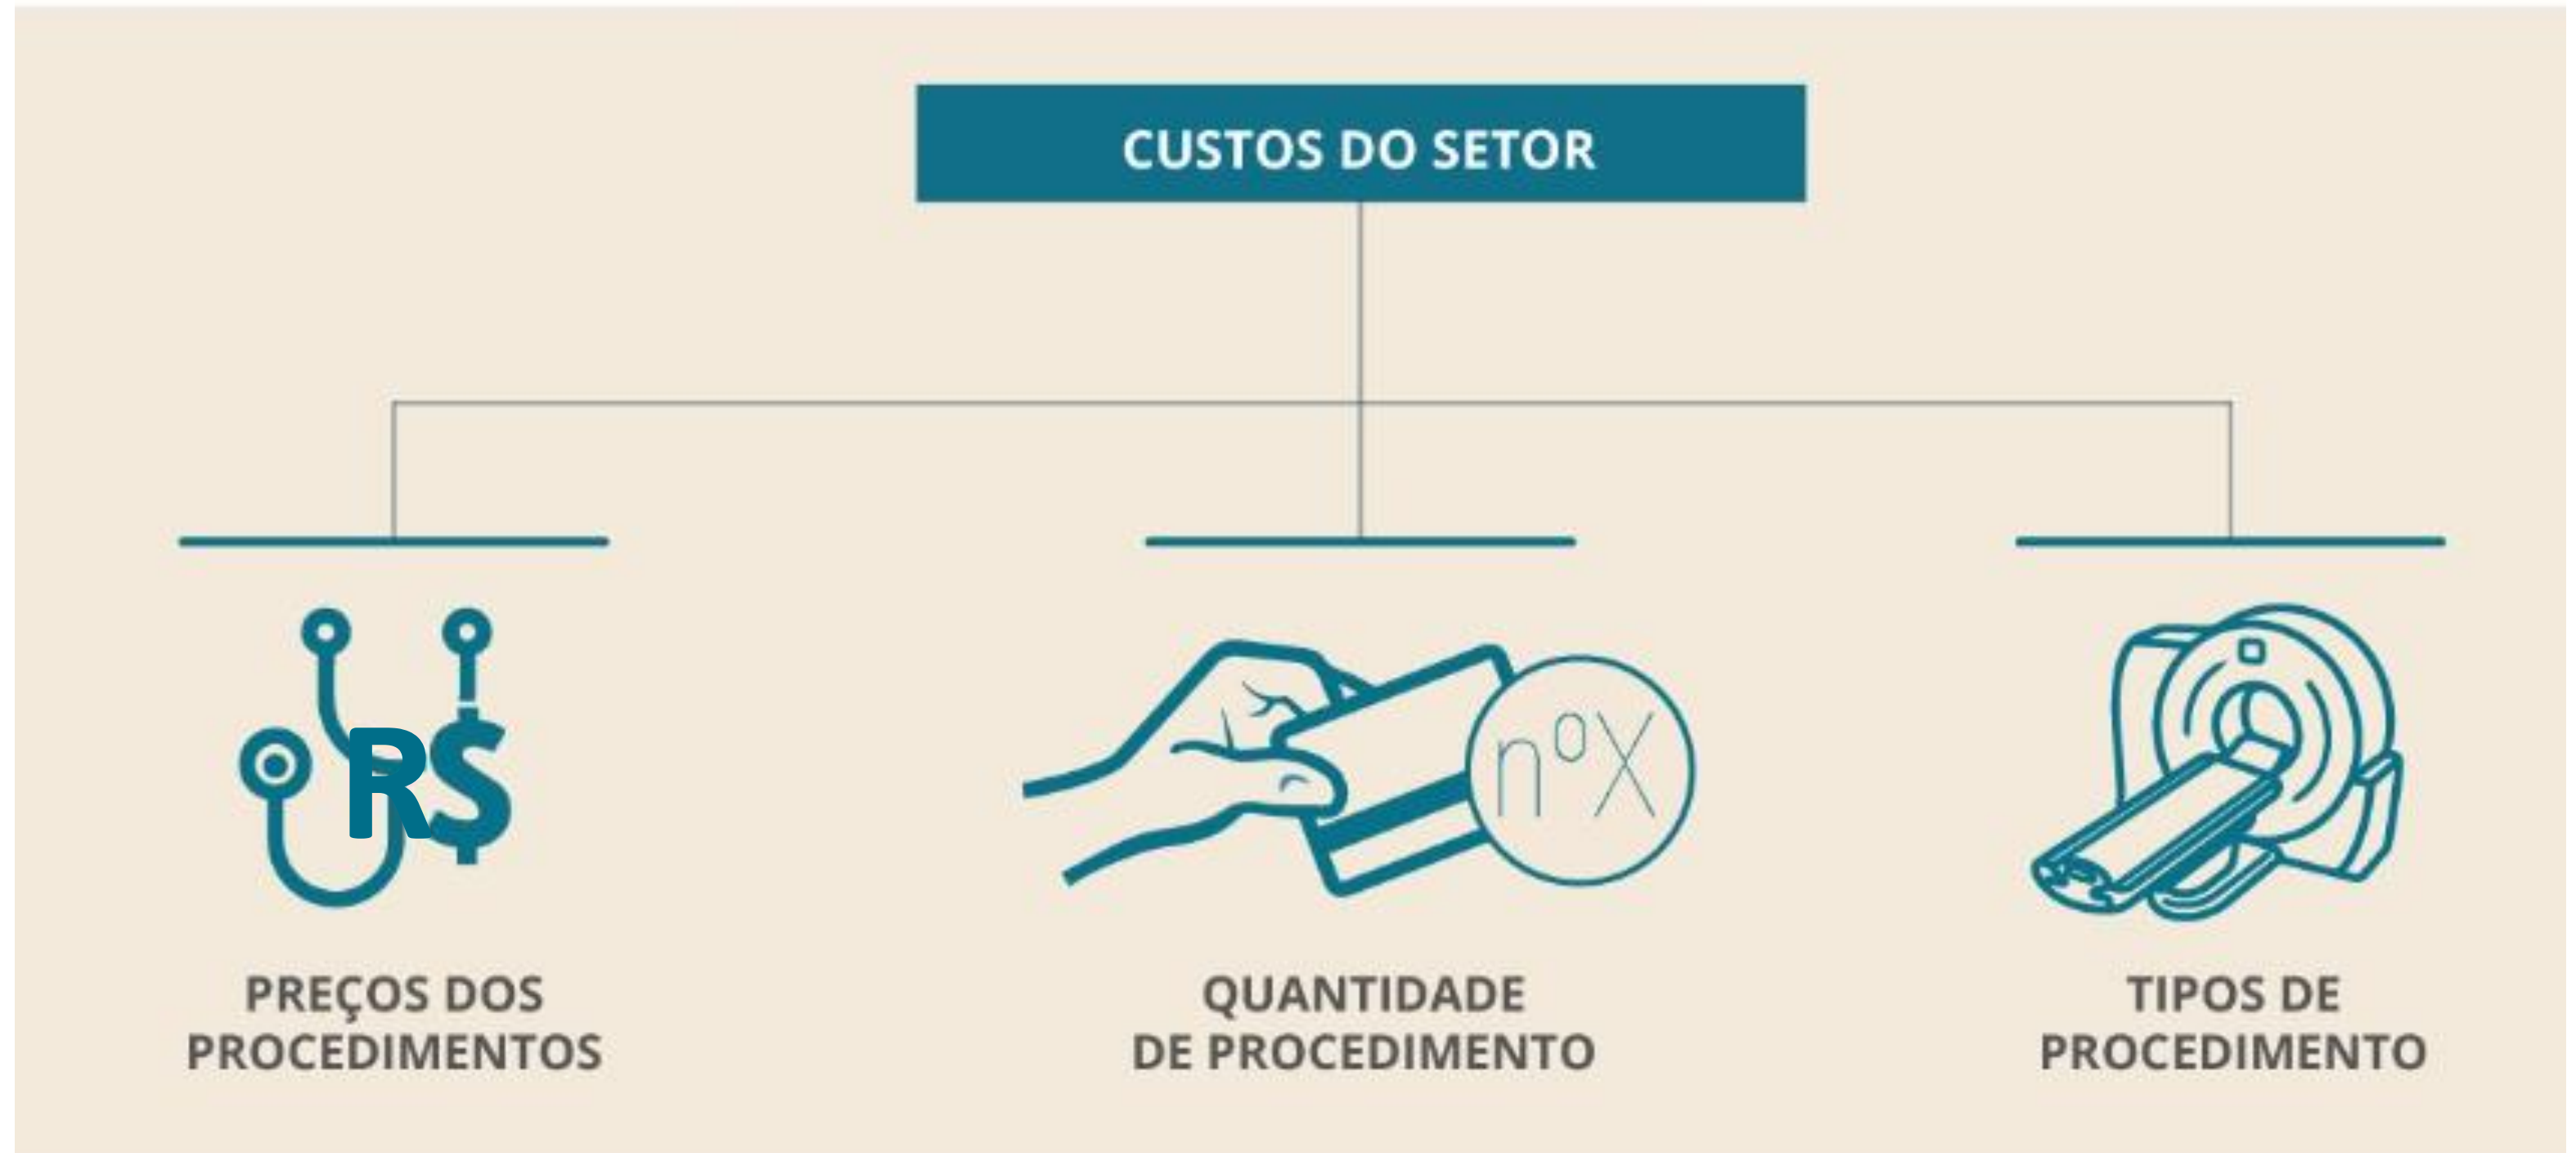 CUSTOS DO SETOR
R$
nºX
PREÇOS DOS
PROCEDIMENTOS
QUANTIDADE
DE PROCEDIMENTO
TIPOS DE
PROCEDIMENTO